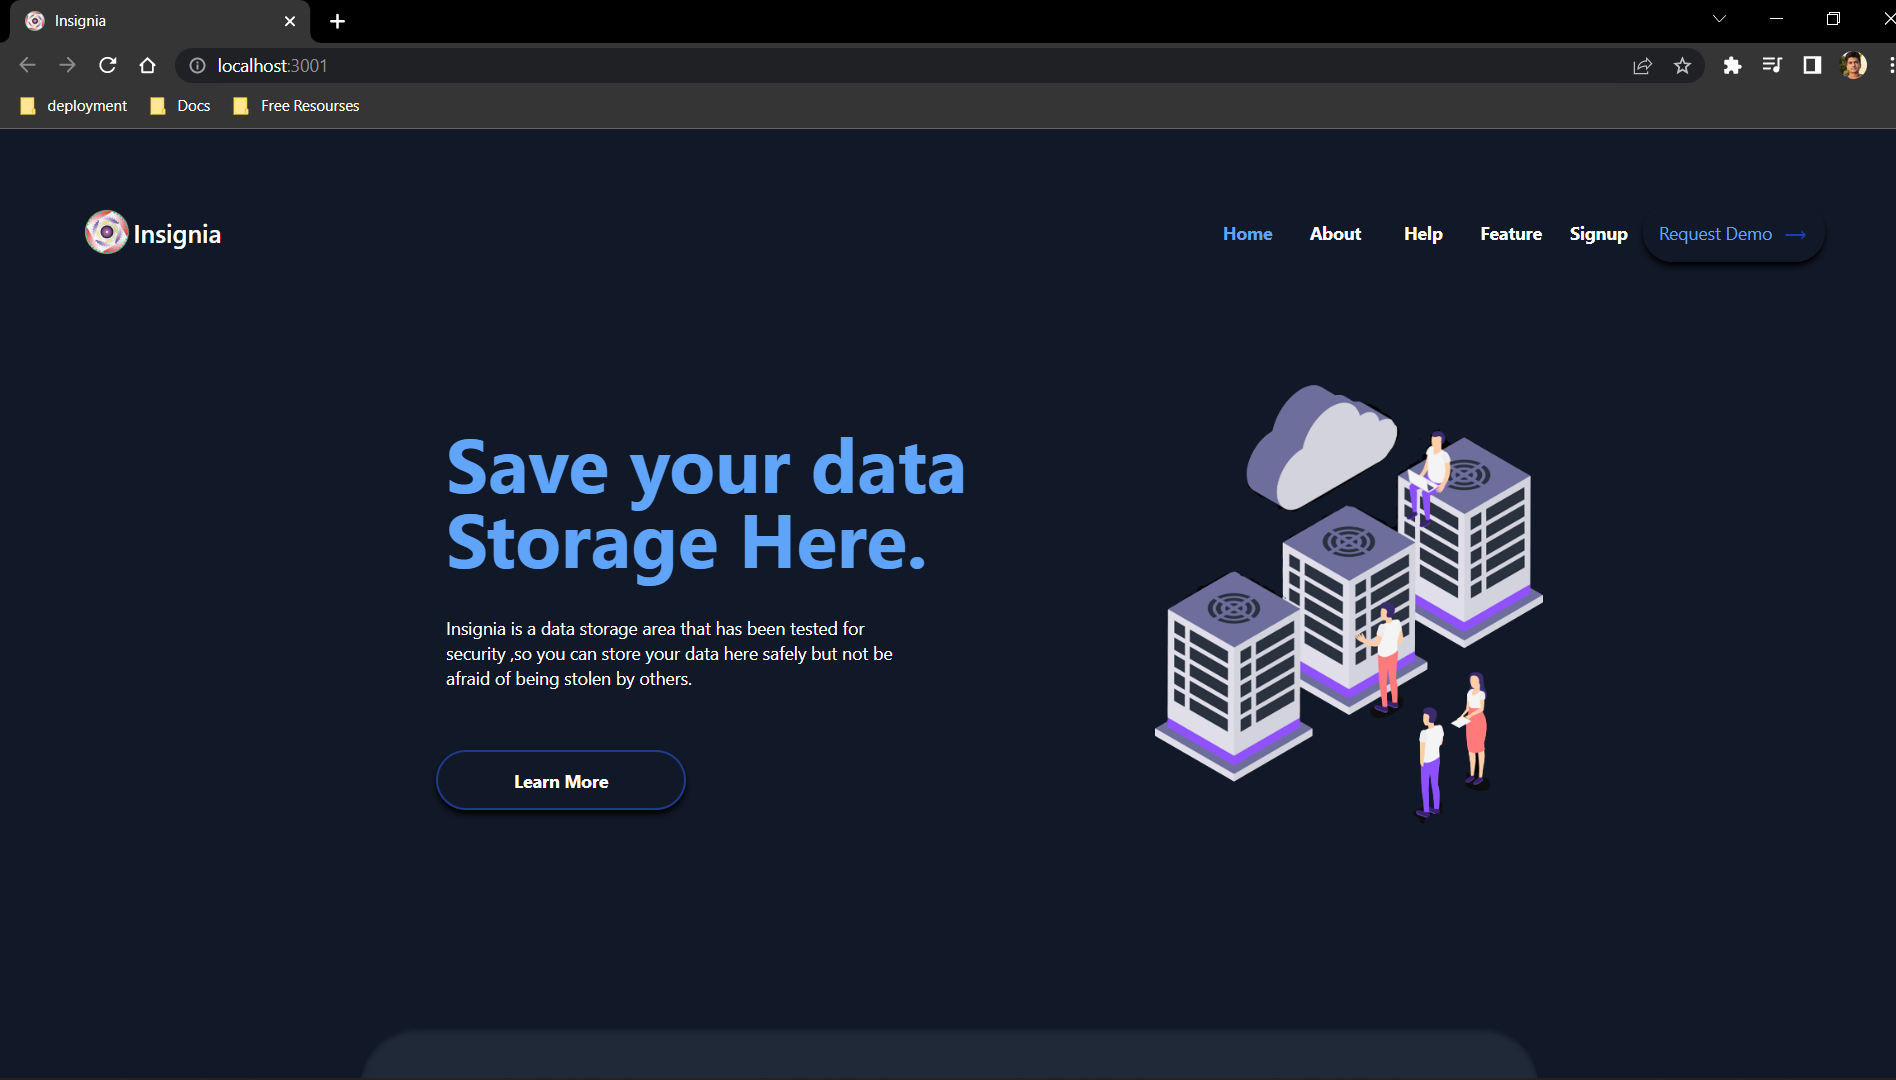 Insignia
localhost:3001
deployment Docs Free Resourses
Insignia Home About Help Feature Signup Request Demo
Save your data
Storage Here.
Insignia is a data storage area that has been tested for
security ,so you can store your data here safely but not be
afraid of being stolen by others.
Learn More